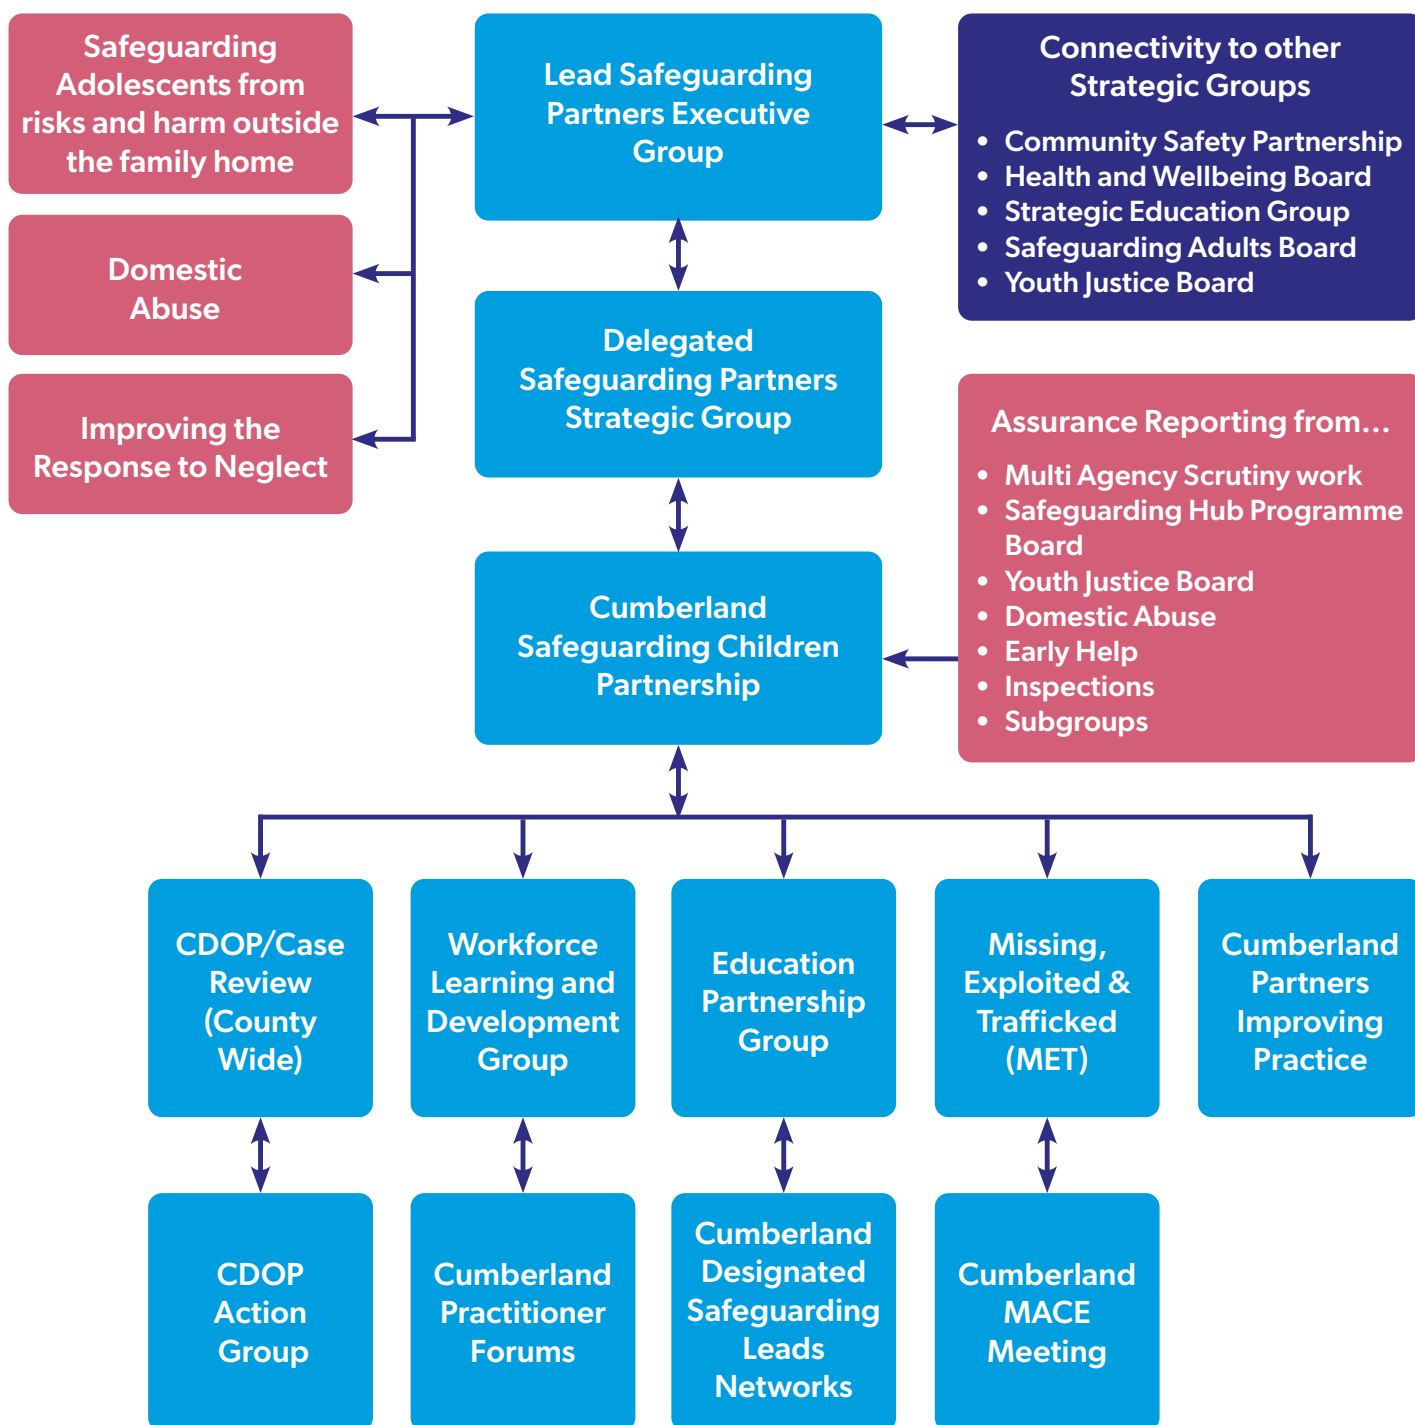 Safeguarding
Adolescents from
risks and harm outside
the family home
Domestic
Abuse
Improving the
Response to Neglect
Lead Safeguarding
Partners Executive
Group
Delegated
Safeguarding Partners
Strategic Group
Cumberland
Safeguarding Children
Partnership
Connectivity to other
Strategic Groups
• Community Safety Partnership
• Health and Wellbeing Board
• Strategic Education Group
• Safeguarding Adults Board
• Youth Justice Board
Assurance Reporting from...
• Multi Agency Scrutiny work
• Safeguarding Hub Programme
Board
• Youth Justice Board
• Domestic Abuse
• Early Help
• Inspections
• Subgroups
CDOP/Case
Review
(County
Wide)
Workforce
Learning and
Development
Group
Education
Partnership
Group
Missing,
Exploited &
Trafficked
(MET)
Cumberland
Partners
Improving
Practice
CDOP
Action
Group
Cumberland
Practitioner
Forums
Cumberland
Designated
Safeguarding
Leads
Networks
Cumberland
MACE
Meeting